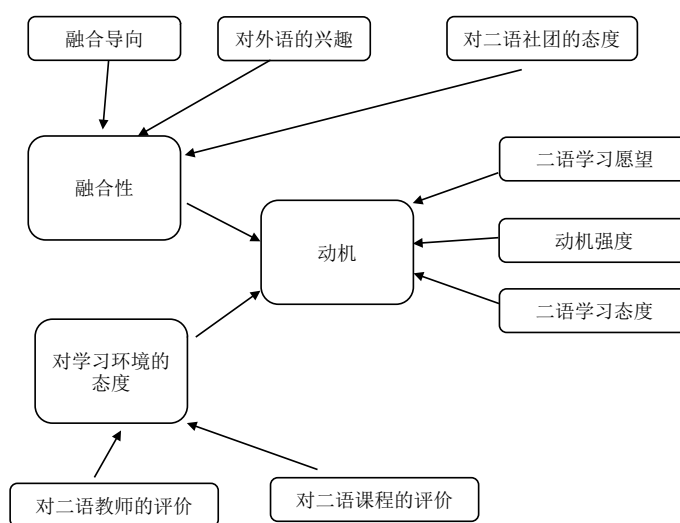 融合导向
对外语的兴趣
对二语社团的态度
融合性
二语学习愿望
动机
动机强度
二语学习态度
对学习环境的
态度
对二语教师的评价
对二语课程的评价